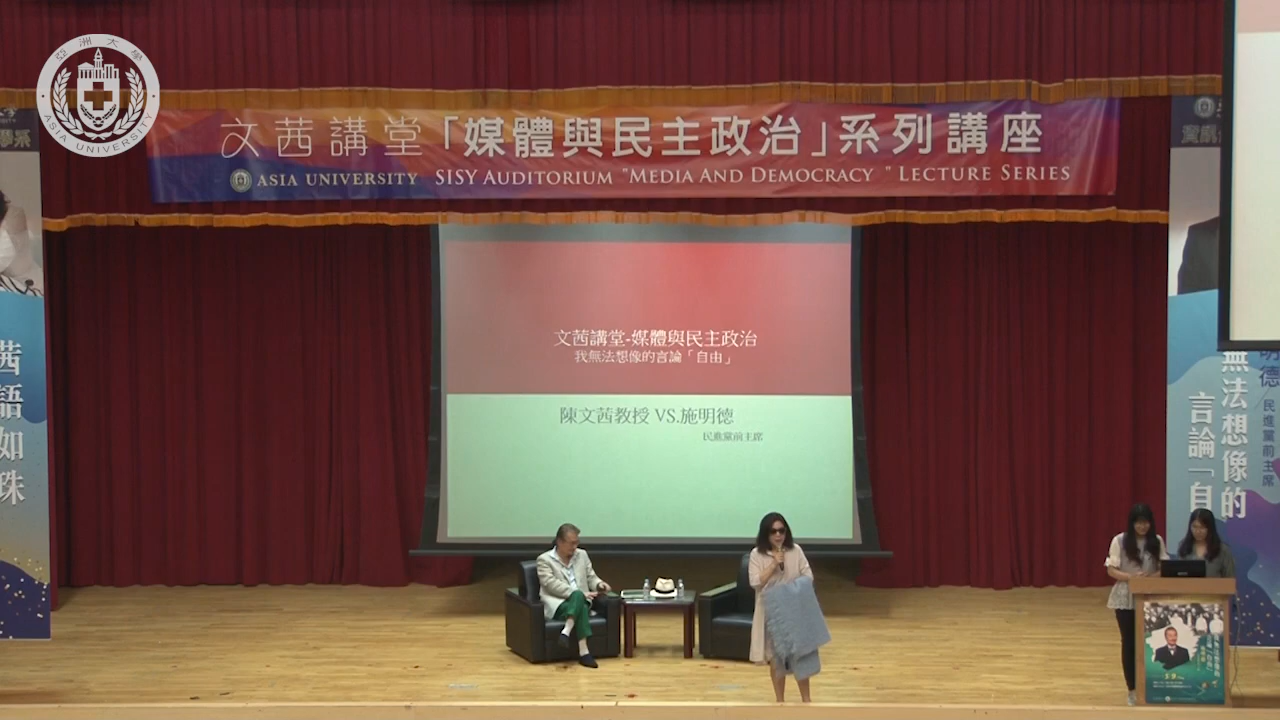 亞洲大學
ASIA UNIVERSITY
文茜講堂「媒體與民主政治」系列講座
ASIA UNIVERSITY SISY AUDITORIUM "MEDIA AND DEMOCRACY " LECTURE SERIES
文茜講堂-媒體與民主政治
我無法想像的言論「自由」
陳文茜教授 VS.施明德
民進黨前主席
茜語如珠
明德
民進黨前主席
無法想像的
言論「自